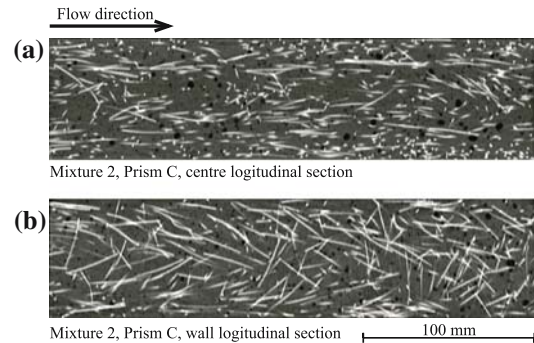 Flow direction
(a)
Mixture 2, Prism C, centre logitudinal section
(b)
Mixture 2, Prism C, wall logitudinal section
100 mm